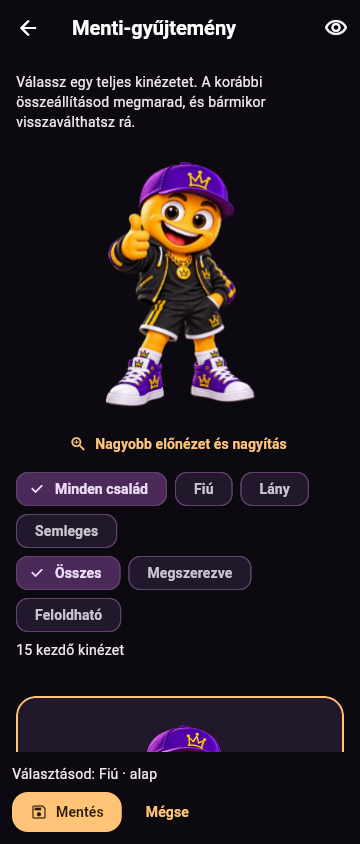 Menti-gyűjtemény
Válassz egy teljes kinézetet. A korábbi
összeállításod megmarad, és bármikor
visszaválthatsz rá.
Nagyobb előnézet és nagyítás
Minden család
Fiú
Lány
Semleges
Összes
Megszerezve
Feloldható
15 kezdő kinézet
Választásod: Fiú · alap
Mentés
Mégse